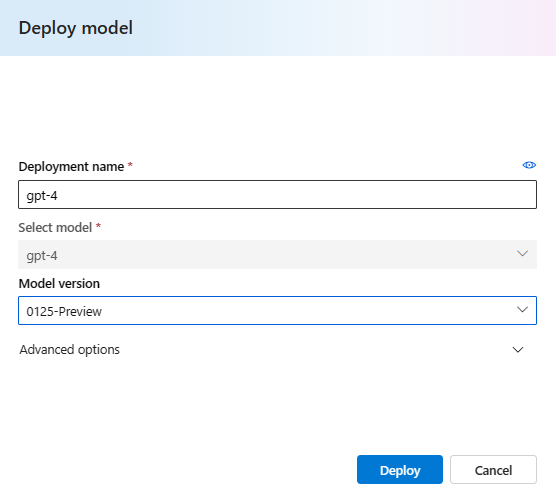 Deploy model
Deployment name *
gpt-4
Select model *
gpt-4
Model version
0125-Preview
Advanced options
Deploy Cancel